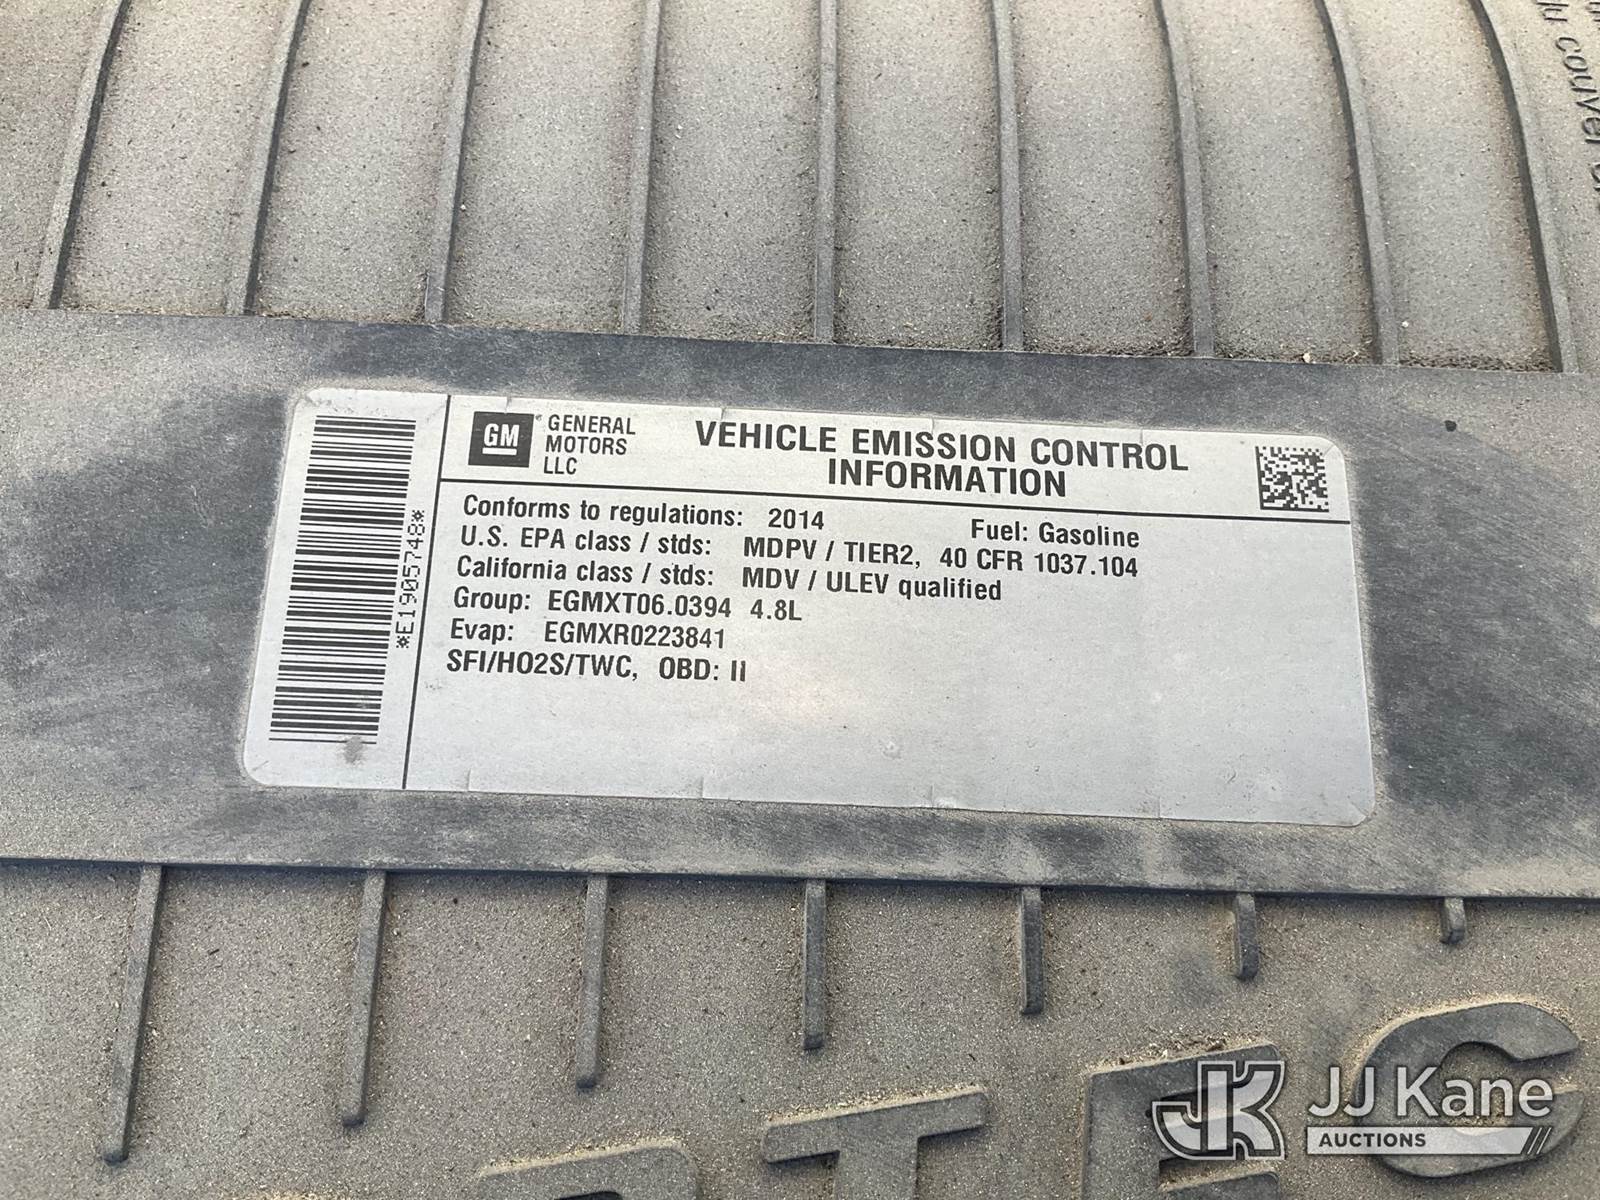 GM
GENERAL
MOTORS
LLC
VEHICLE EMISSION CONTROL
INFORMATION
Conforms to regulations: 2014
Fuel: Gasoline
U.S. EPA class / stds: MDPV / TIER2, 40 CFR 1037.104
California class / stds: MDV / ULEV qualified
Group: EGMXT06.0394 4.8L
Evap: EGMXR0223841
SFI/HO2S/TWC, OBD: II
*E1905748*
JK JJ Kane
AUCTIONS